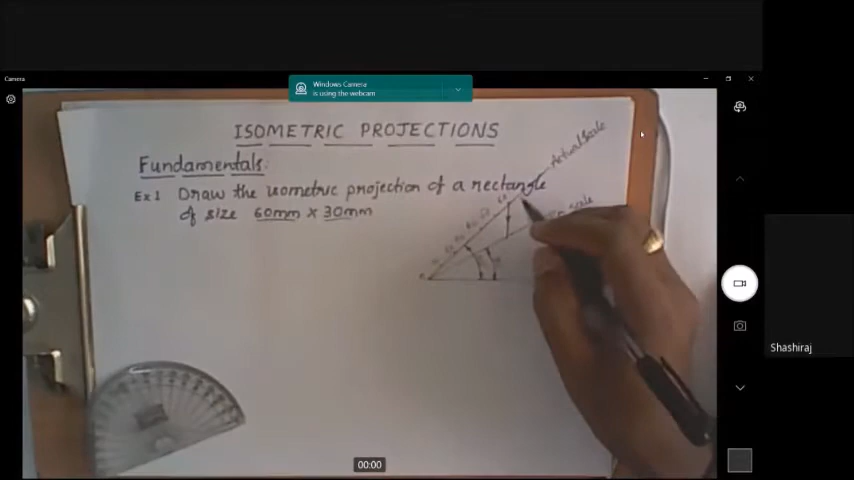 Camera
Windows Camera
is using the webcam
ISOMETRIC PROJECTIONS
Fundamentals:
Actual Scale
Ex 1 Draw the isometric projection of a rectangle
of size 60mm x 30mm
scale
Shashiraj
00:00